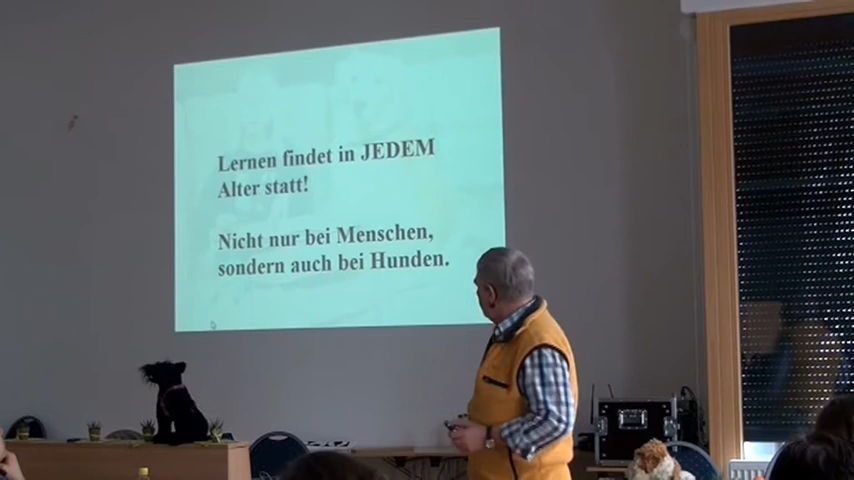 Lernen findet in JEDEM
Alter statt!
Nicht nur bei Menschen,
sondern auch bei Hunden.